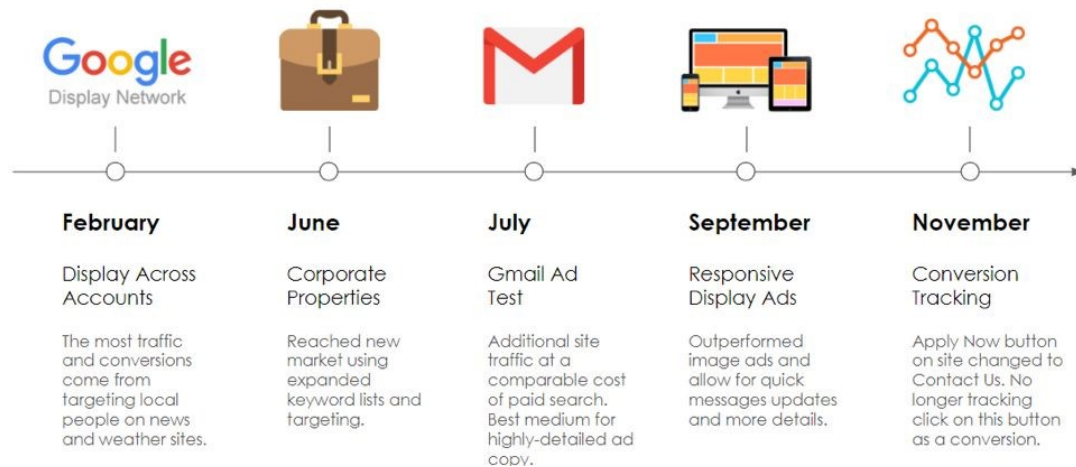 Google
Display Network
February
Display Across
Accounts
The most traffic
and conversions
come from
targeting local
people on news
and weather sites.
June
Corporate
Properties
Reached new
market using
expanded
keyword lists and
targeting.
July
Gmail Ad
Test
Additional site
traffic at a
comparable cost
of paid search.
Best medium for
highly-detailed ad
copy.
September
Responsive
Display Ads
Outperformed
image ads and
allow for quick
messages updates
and more details.
November
Conversion
Tracking
Apply Now button
on site changed to
Contact Us. No
longer tracking
click on this button
as a conversion.